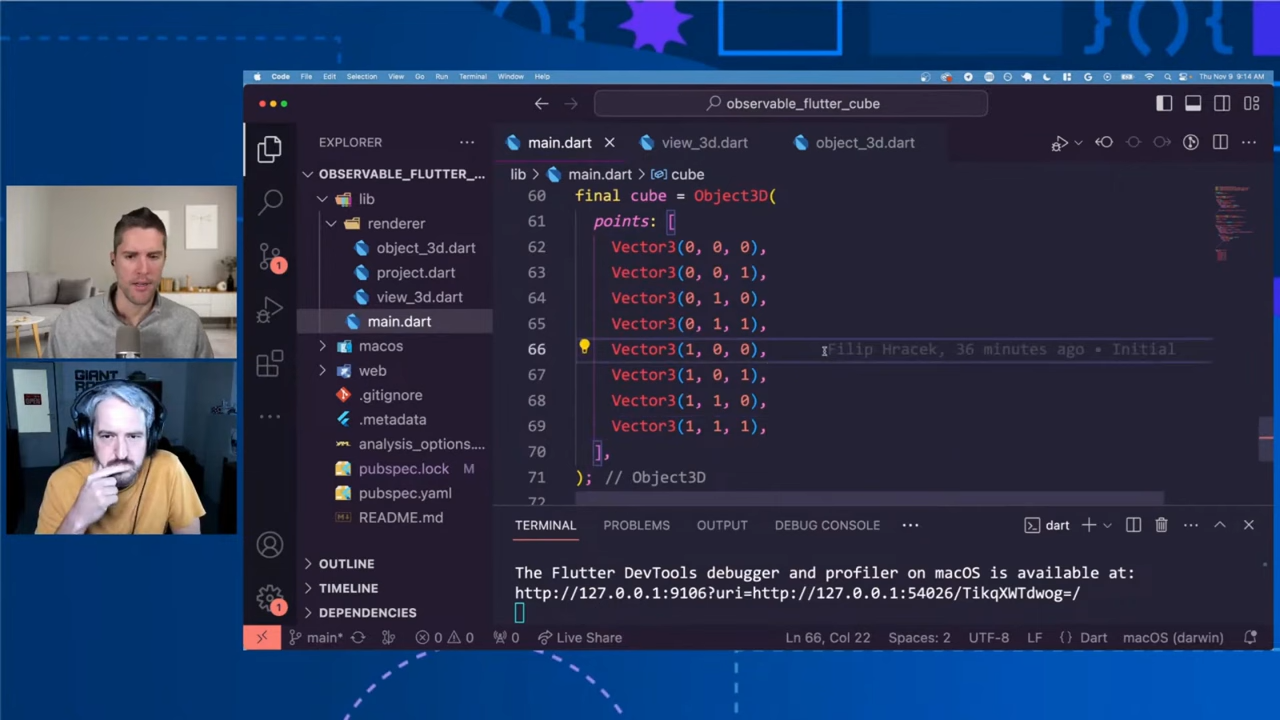 Code File Edit Selection View Go Run Terminal Window Help Thu Nov 9 9:14 AM
observable_flutter_cube
EXPLORER
OBSERVABLE_FLUTTER_...
lib
renderer
object_3d.dart
project.dart
view_3d.dart
main.dart
macos
web
.gitignore
.metadata
analysis_options....
pubspec.lock M
pubspec.yaml
README.md
OUTLINE
TIMELINE
DEPENDENCIES
1
1
main.dart view_3d.dart object_3d.dart
lib > main.dart > cube
60 final cube = Object3D(
61 points: [
62 Vector3(0, 0, 0),
63 Vector3(0, 0, 1),
64 Vector3(0, 1, 0),
65 Vector3(0, 1, 1),
66 Vector3(1, 0, 0), Filip Hracek, 36 minutes ago • Initial
67 Vector3(1, 0, 1),
68 Vector3(1, 1, 0),
69 Vector3(1, 1, 1),
70 ],
71 ); // Object3D
72
TERMINAL PROBLEMS OUTPUT DEBUG CONSOLE dart
The Flutter DevTools debugger and profiler on macOS is available at:
http://127.0.0.1:9106?uri=http://127.0.0.1:54026/TikqXWTdwog=/
main* 0 0 0 Live Share Ln 66, Col 22 Spaces: 2 UTF-8 LF {} Dart macOS (darwin)